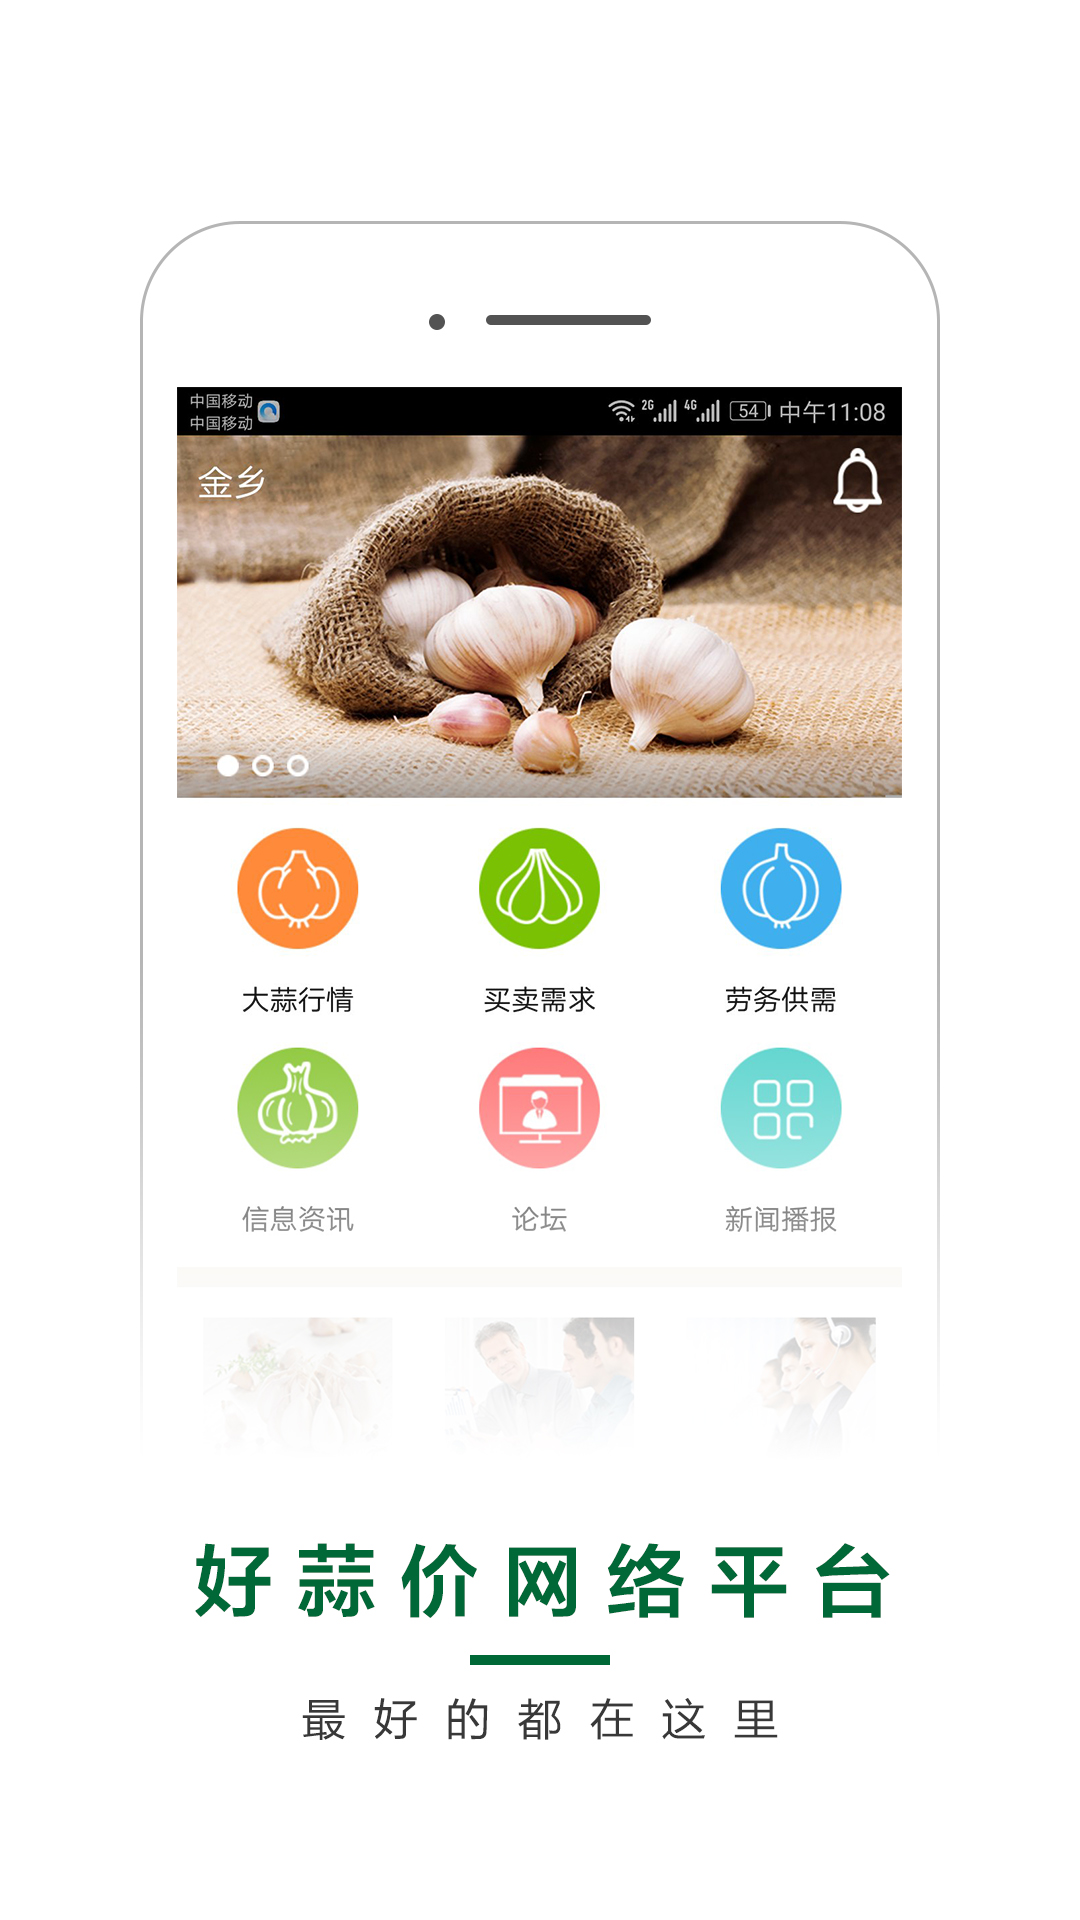 中国移动
中国移动
2G 4G 54 中午11:08
金乡
大蒜行情 买卖需求 劳务供需
信息资讯 论坛 新闻播报
好蒜价网络平台
最好的都在这里